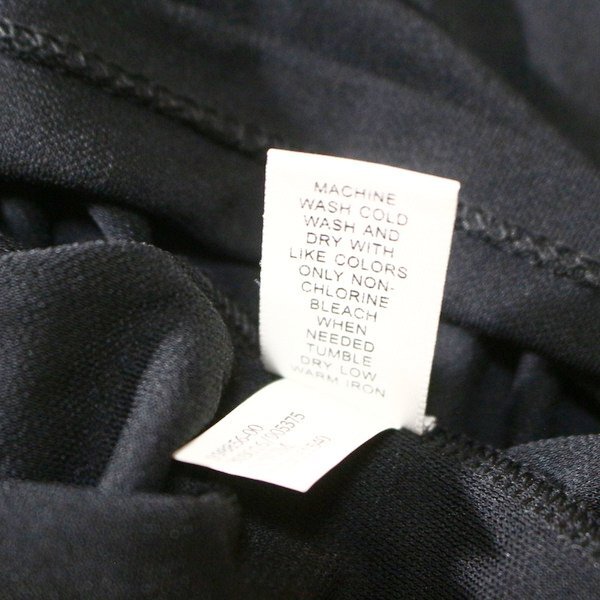 MACHINE
WASH COLD
WASH AND
DRY WITH
LIKE COLORS
ONLY NON-
CHLORINE
BLEACH
WHEN
NEEDED
TUMBLE
DRY LOW
WARM IRON